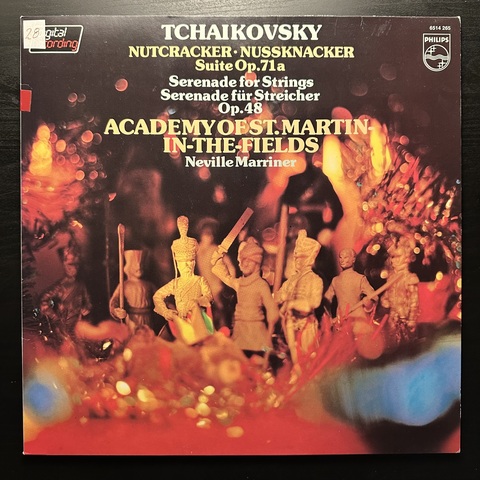 28
digital
recording
TCHAIKOVSKY
NUTCRACKER · NUSSKNACKER
Suite Op.71a
Serenade for Strings
Serenade für Streicher
Op.48
ACADEMY OF ST. MARTIN-
IN-THE-FIELDS
Neville Marriner
6514 265
PHILIPS